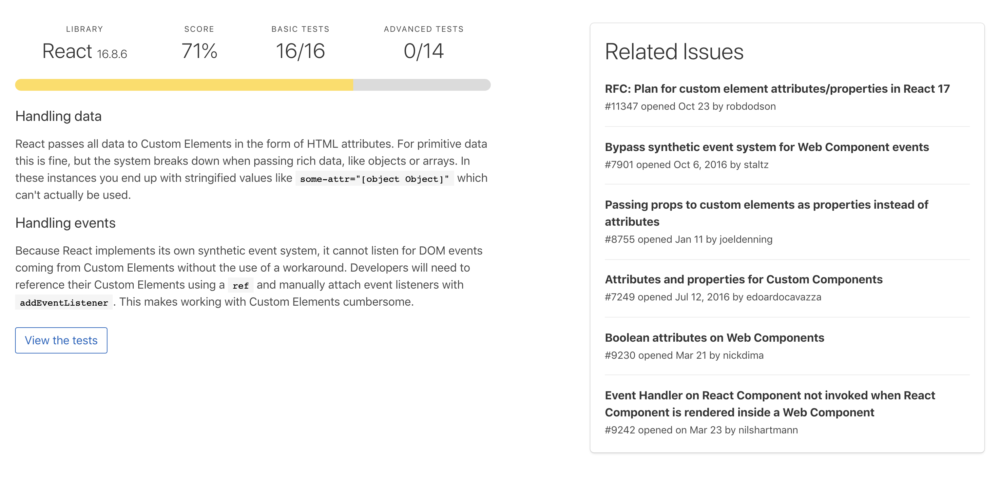 LIBRARY
React 16.8.6
SCORE
71%
BASIC TESTS
16/16
ADVANCED TESTS
0/14
Handling data
React passes all data to Custom Elements in the form of HTML attributes. For primitive data
this is fine, but the system breaks down when passing rich data, like objects or arrays. In
these instances you end up with stringified values like some-attr="[object Object]" which
can't actually be used.
Handling events
Because React implements its own synthetic event system, it cannot listen for DOM events
coming from Custom Elements without the use of a workaround. Developers will need to
reference their Custom Elements using a ref and manually attach event listeners with
addEventListener. This makes working with Custom Elements cumbersome.
View the tests
Related Issues
RFC: Plan for custom element attributes/properties in React 17
#11347 opened Oct 23 by robdodson
Bypass synthetic event system for Web Component events
#7901 opened Oct 6, 2016 by staltz
Passing props to custom elements as properties instead of
attributes
#8755 opened Jan 11 by joeldenning
Attributes and properties for Custom Components
#7249 opened Jul 12, 2016 by edoardocavazza
Boolean attributes on Web Components
#9230 opened Mar 21 by nickdima
Event Handler on React Component not invoked when React
Component is rendered inside a Web Component
#9242 opened on Mar 23 by nilshartmann